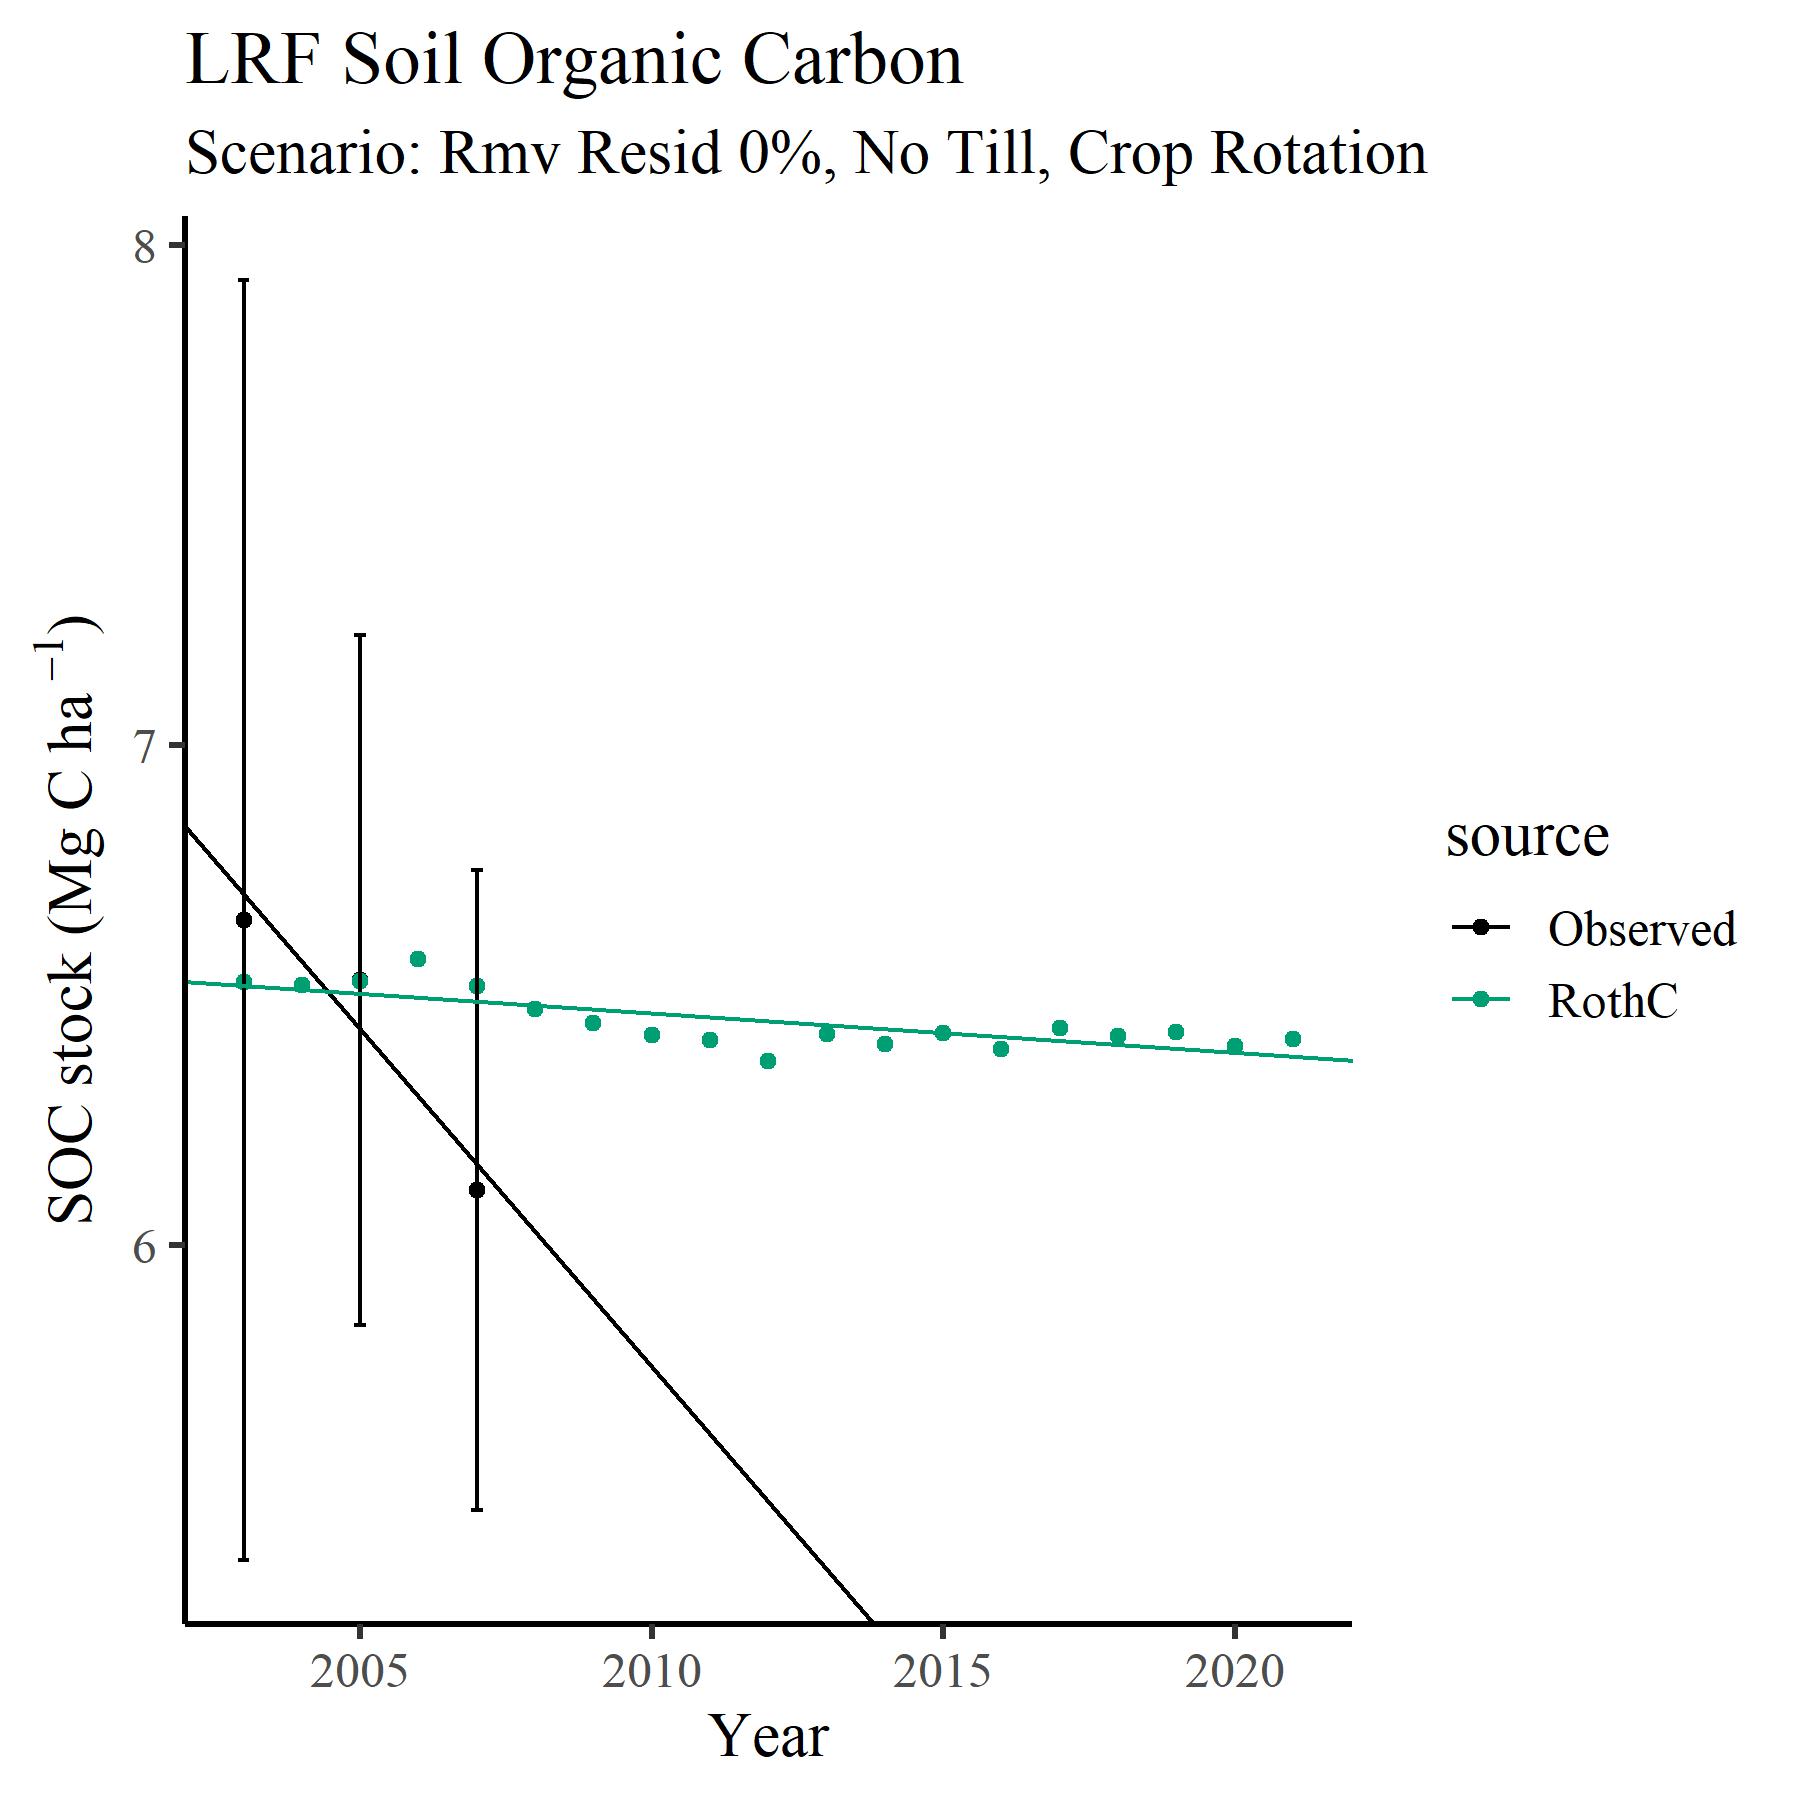 LRF Soil Organic Carbon
Scenario: Rmv Resid 0%, No Till, Crop Rotation
SOC stock (Mg C ha⁻¹)
8
7
6
2005 2010 2015 2020
Year
source
Observed
RothC